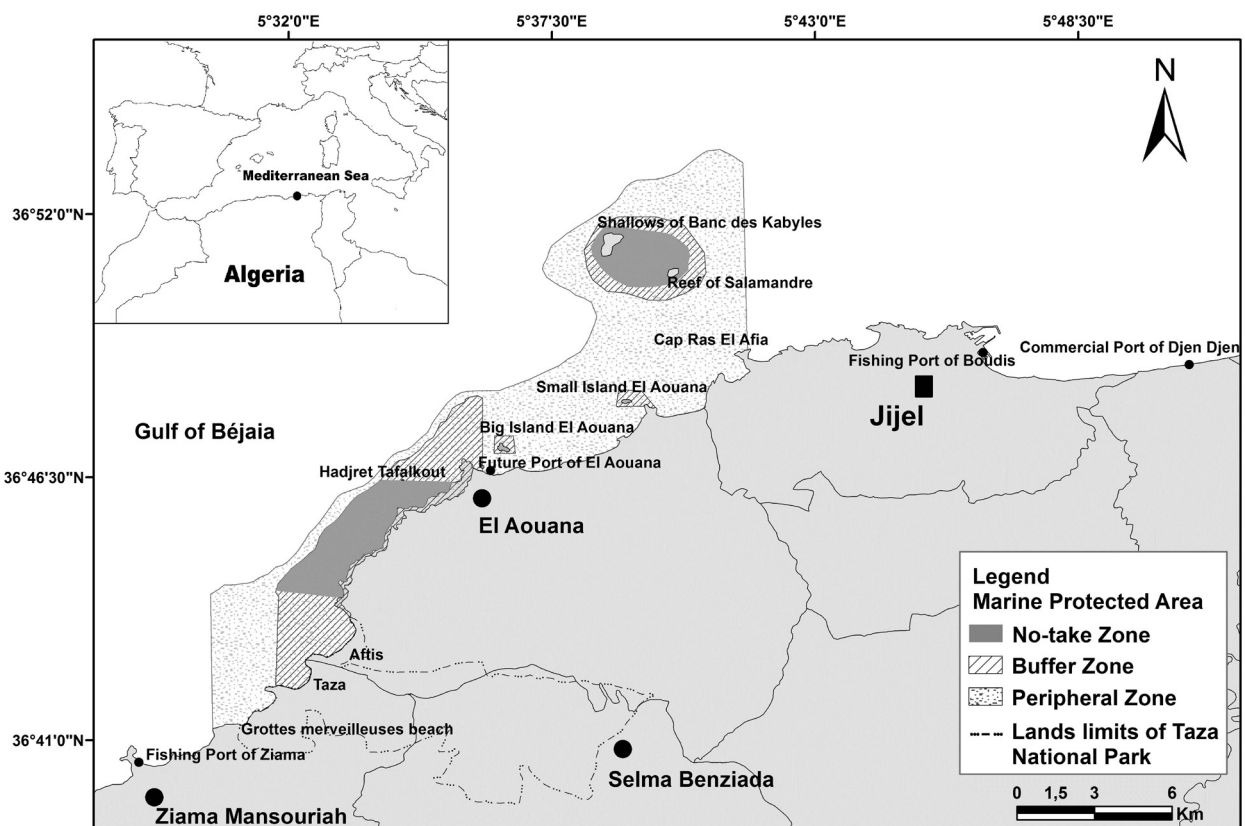 5°32'0"E
5°37'30"E
5°43'0"E
5°48'30"E
N
Mediterranean Sea
Algeria
36°52'0"N
Shallows of Banc des Kabyles
Reef of Salamandre
Cap Ras El Afia
Commercial Port of Djen Djen
Fishing Port of Boudis
Small Island El Aouana
Jijel
Big Island El Aouana
Gulf of Béjaia
Future Port of El Aouana
Hadjret Tafalkout
36°46'30"N
El Aouana
Aftis
Taza
Grottes merveilleuses beach
36°41'0"N
Fishing Port of Ziama
Selma Benziada
Ziama Mansouriah
Legend
Marine Protected Area
No-take Zone
Buffer Zone
Peripheral Zone
Lands limits of Taza
National Park
0 1,5 3 6
Km